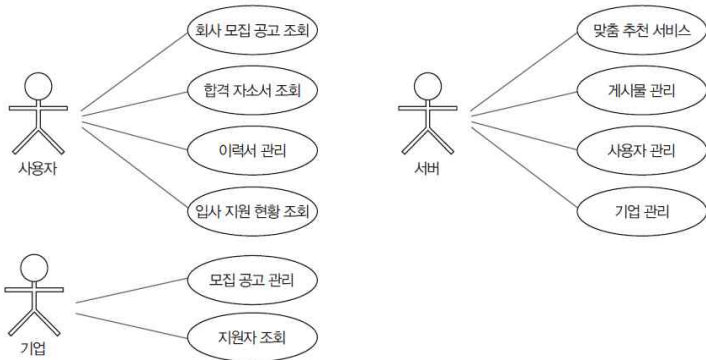 회사 모집 공고 조회
합격 자소서 조회
이력서 관리
입사 지원 현황 조회
사용자
모집 공고 관리
지원자 조회
기업
맞춤 추천 서비스
게시물 관리
사용자 관리
기업 관리
서버